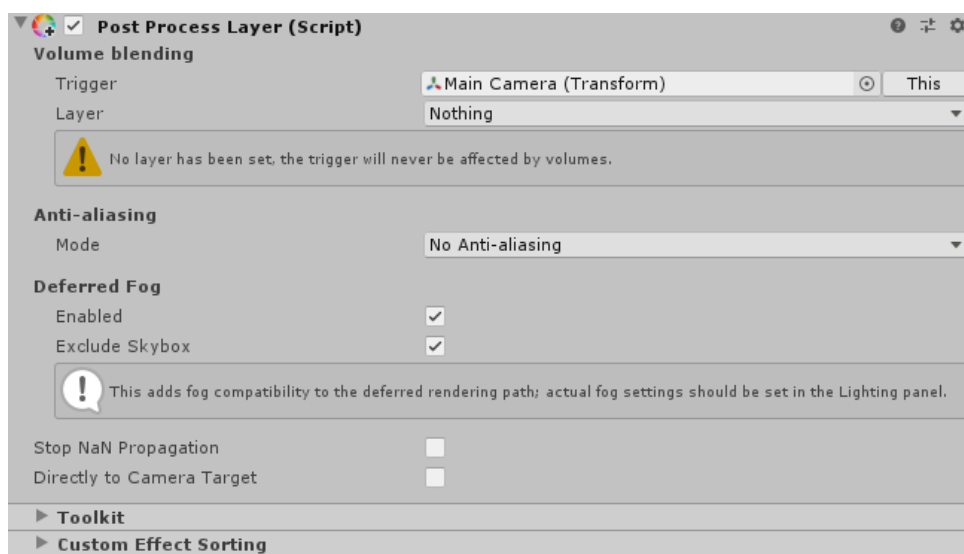 Post Process Layer (Script)
Volume blending
Trigger Main Camera (Transform) This
Layer Nothing
No layer has been set, the trigger will never be affected by volumes.
Anti-aliasing
Mode No Anti-aliasing
Deferred Fog
Enabled
Exclude Skybox
This adds fog compatibility to the deferred rendering path; actual fog settings should be set in the Lighting panel.
Stop NaN Propagation
Directly to Camera Target
Toolkit
Custom Effect Sorting